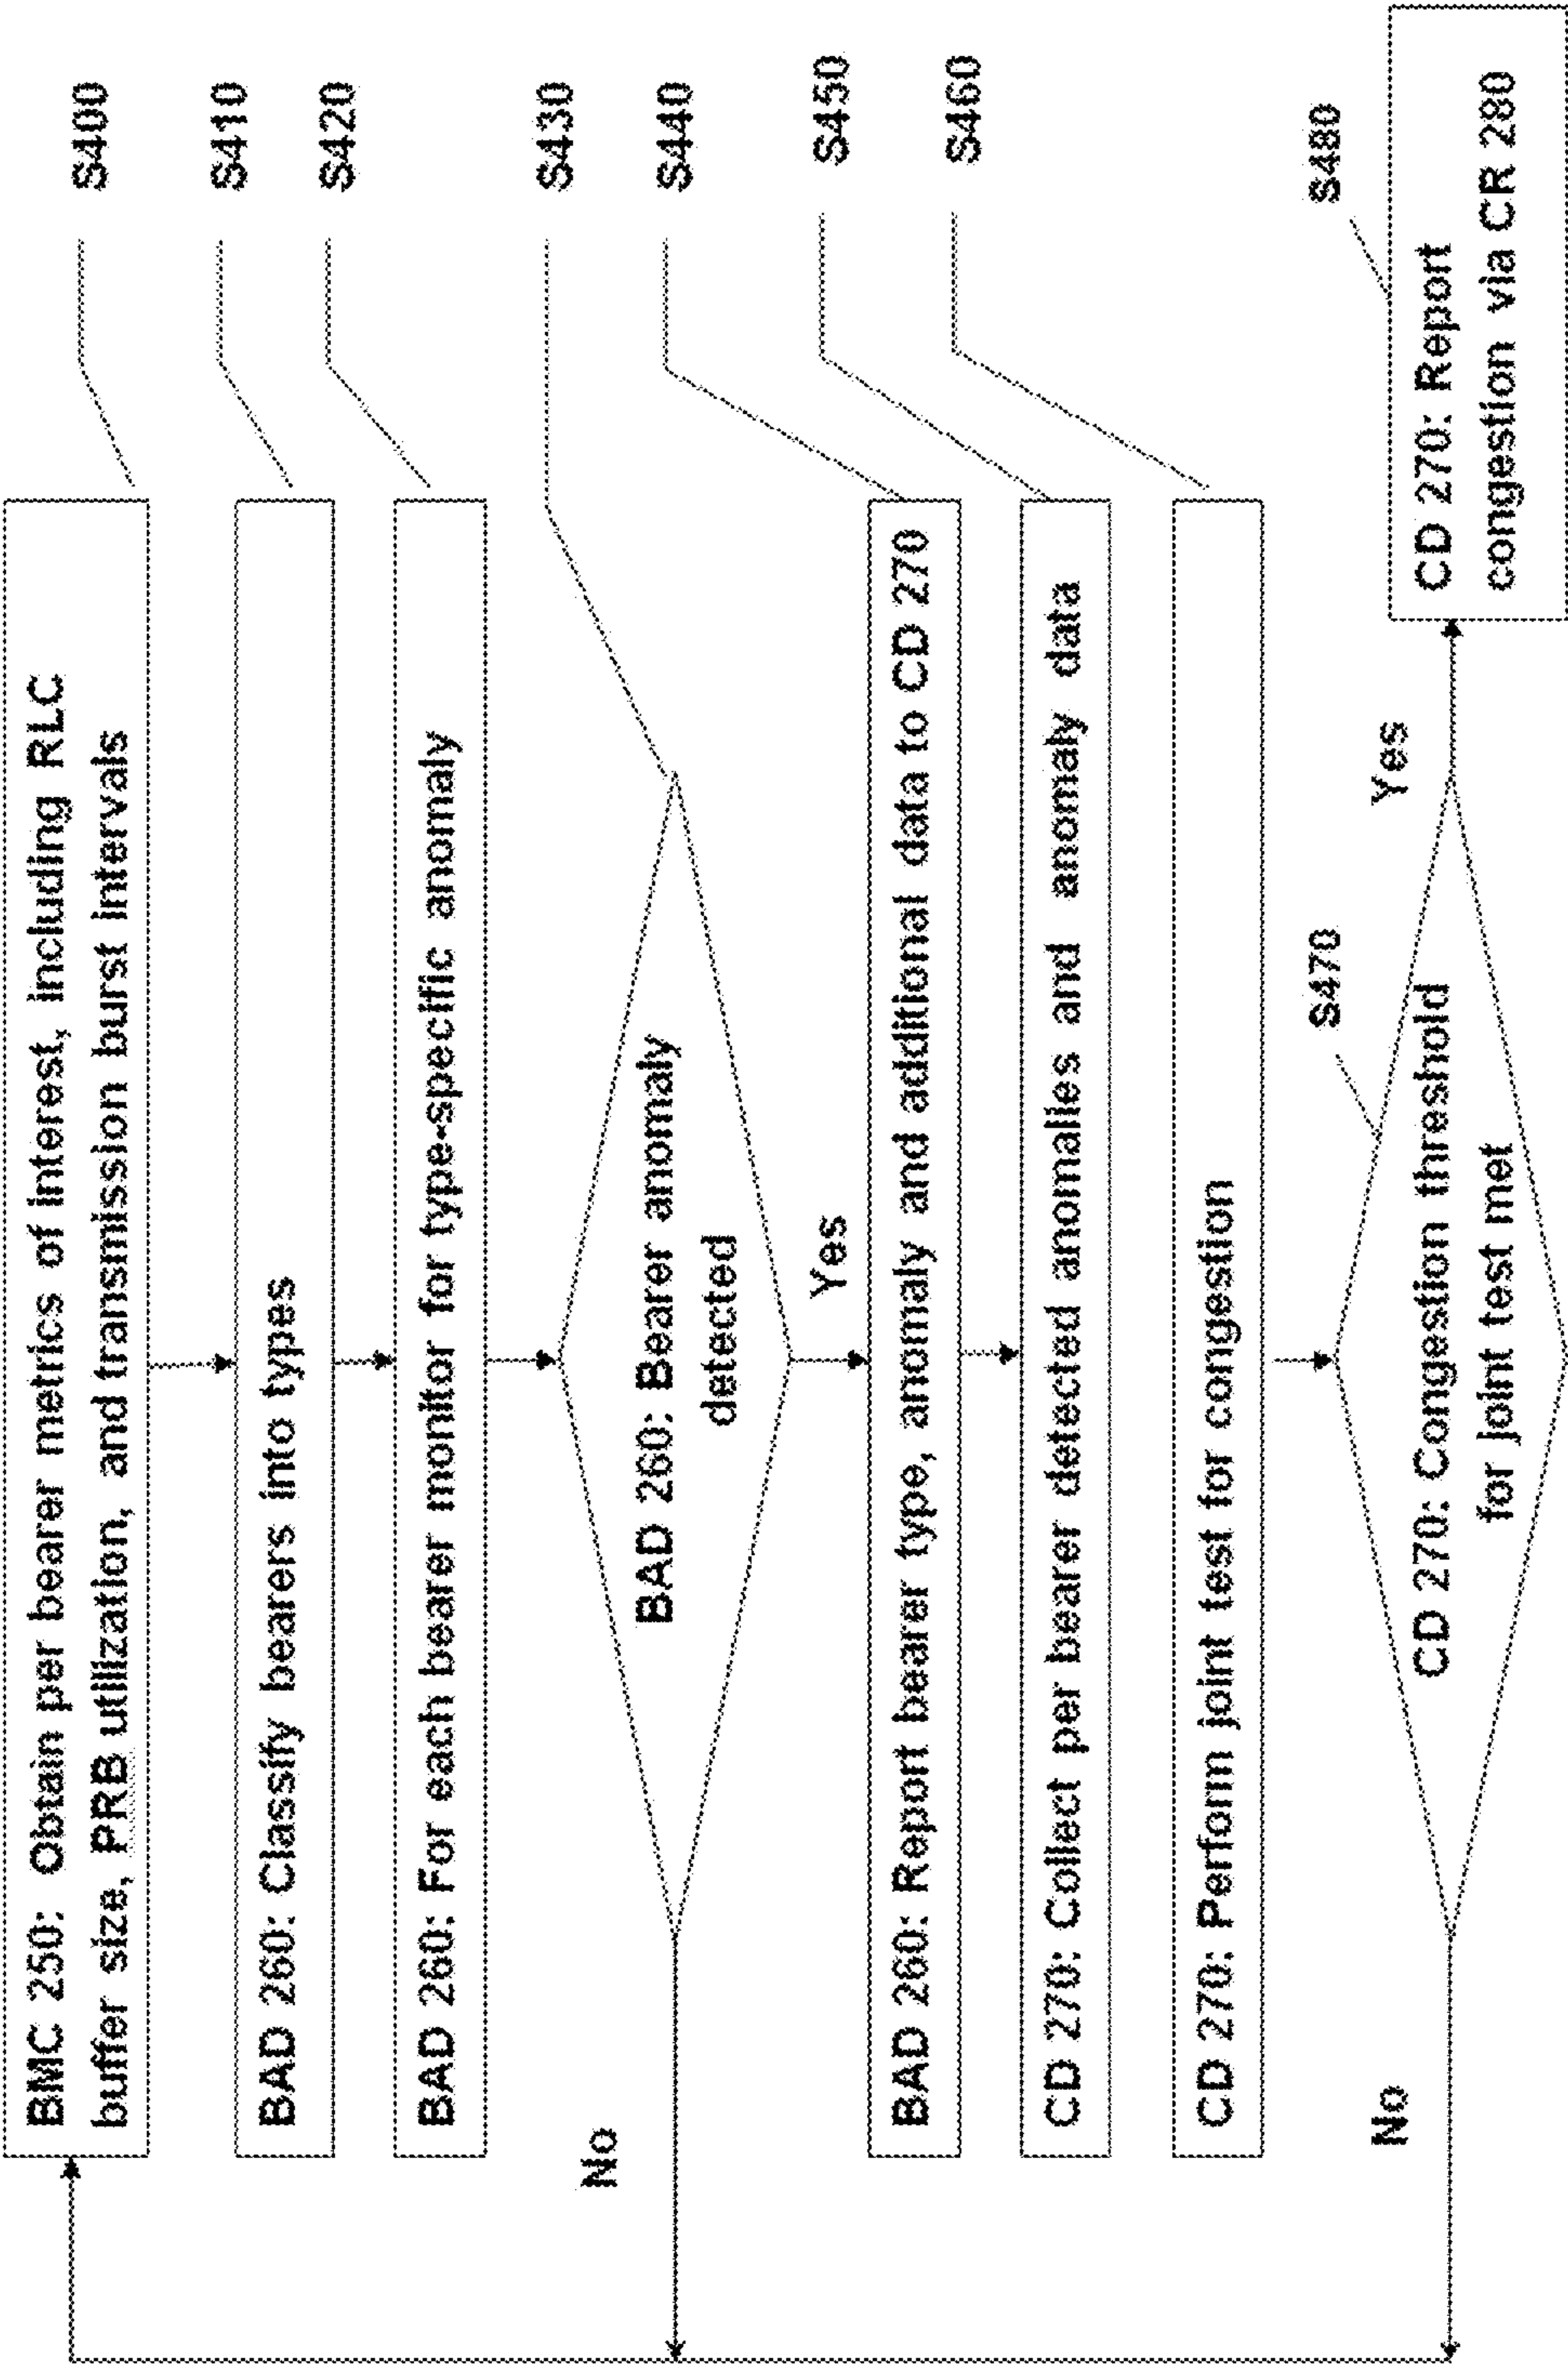 BMC 250: Obtain per bearer metrics of interest, including RLC
buffer size, PRB utilization, and transmission burst intervals
S400
BAD 260: Classify bearers into types
S410
BAD 260: For each bearer monitor for type-specific anomaly
S420
BAD 260: Bearer anomaly
detected
S430
No
Yes
BAD 260: Report bearer type, anomaly and additional data to CD 270
S440
CD 270: Collect per bearer detected anomalies and anomaly data
S450
CD 270: Perform joint test for congestion
S460
S470
CD 270: Congestion threshold
for joint test met
No
Yes
S480
CD 270: Report
congestion via CR 280